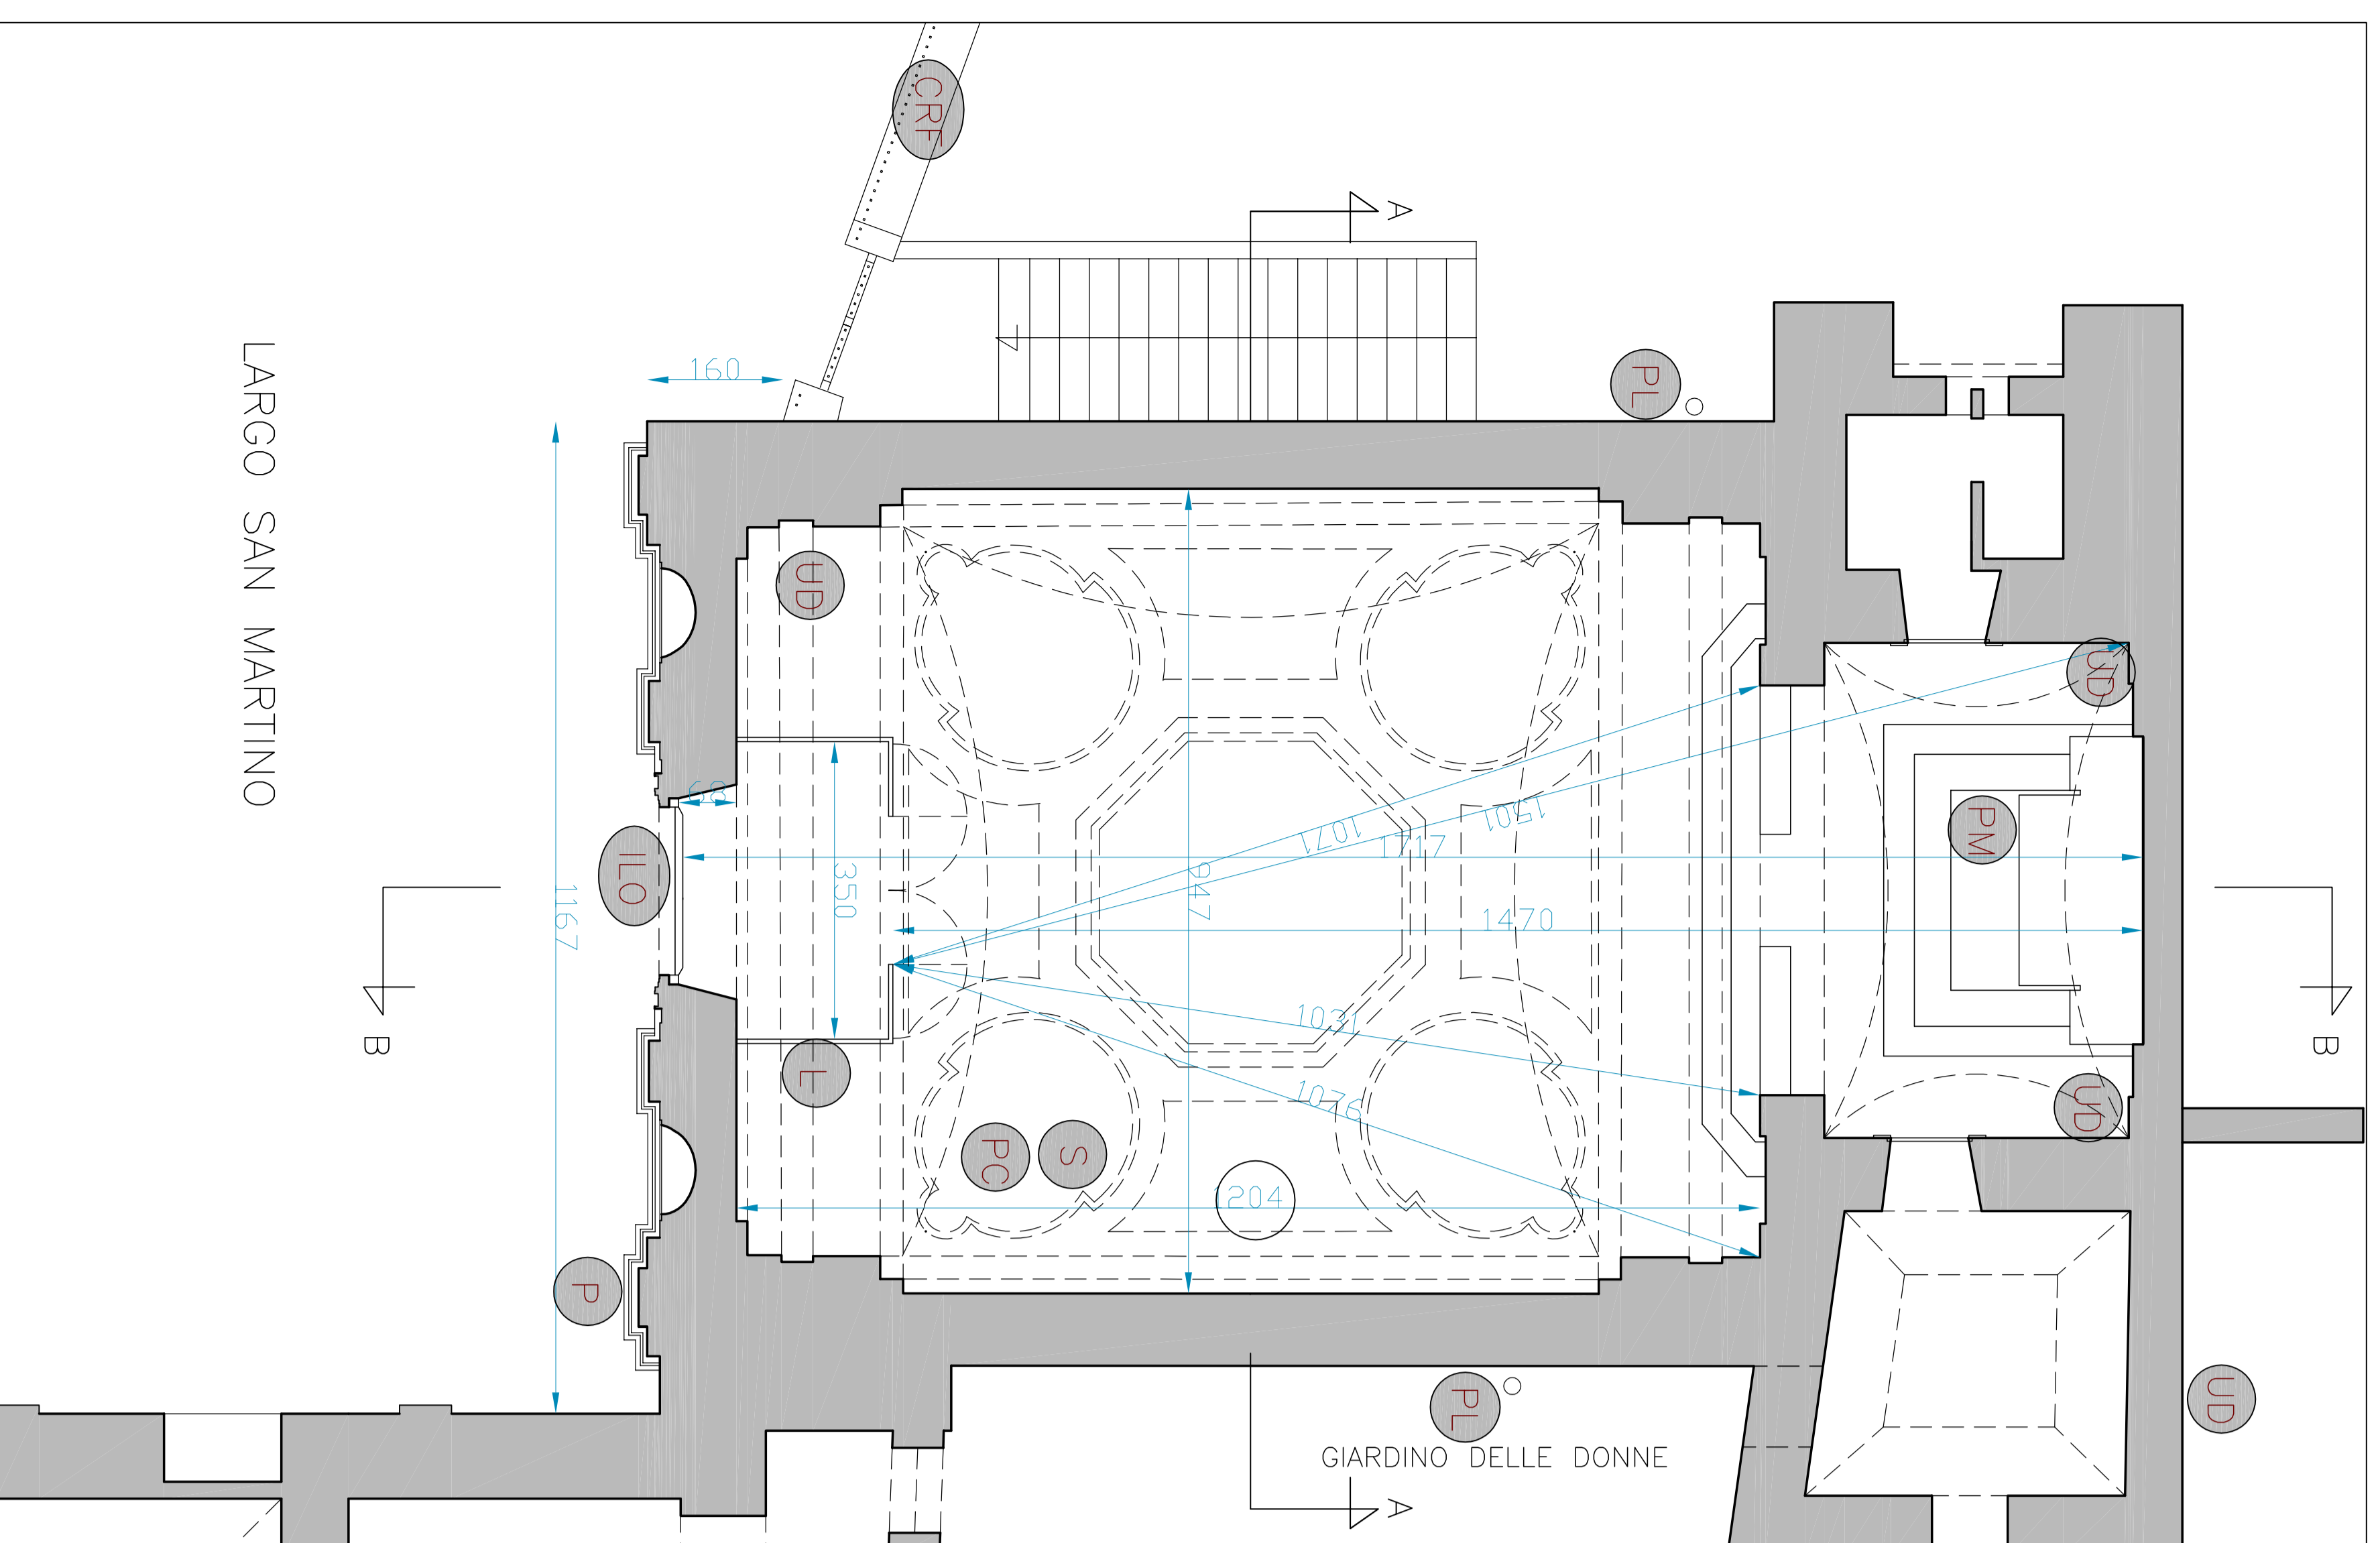 CRF
A
160
PL
LARGO SAN MARTINO
UD
UD
68
PM
1501
1071
1717
350
947
ILO
1167
1470
B
B
1031
L
1076
UD
PC
S
1204
P
PL
UD
GIARDINO DELLE DONNE
A